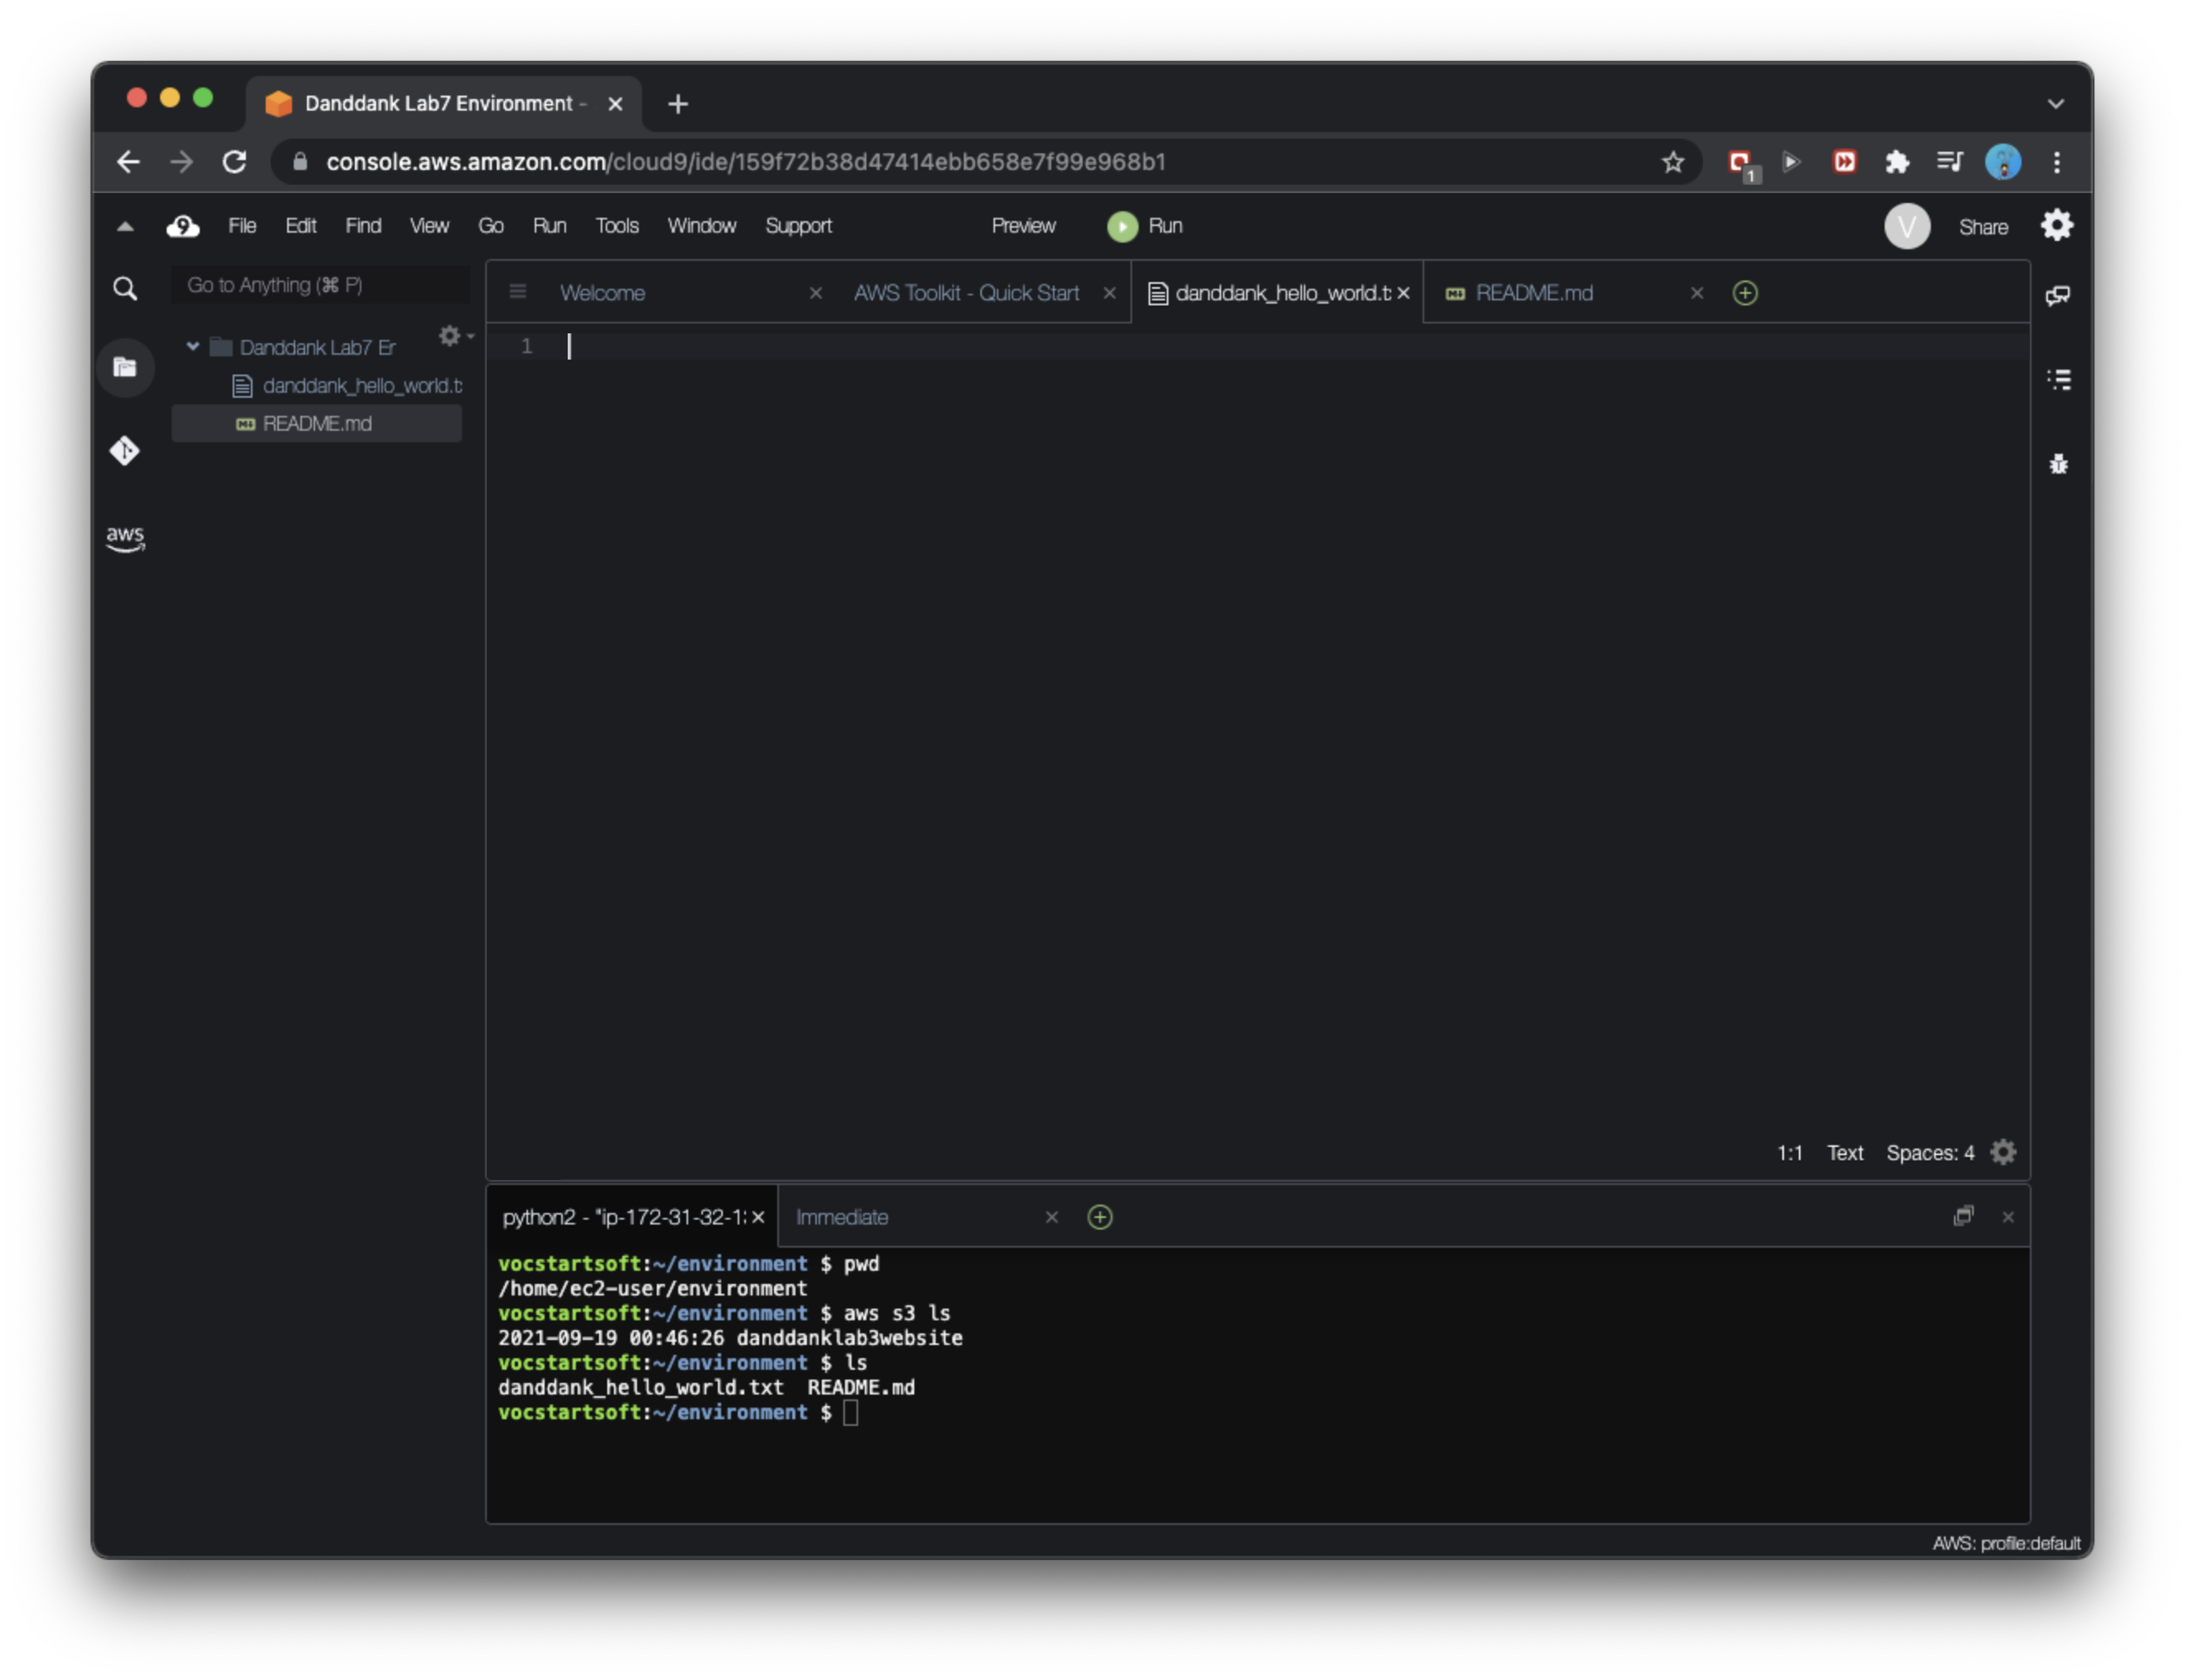 Danddank Lab7 Environment -
console.aws.amazon.com/cloud9/ide/159f72b38d47414ebb658e7f99e968b1
1
9 File Edit Find View Go Run Tools Window Support Preview Run V Share
Go to Anything (⌘ P)
Welcome AWS Toolkit - Quick Start danddank_hello_world.t README.md
Danddank Lab7 Er
danddank_hello_world.t
README.md
aws
1
1:1 Text Spaces: 4
python2 - "ip-172-31-32-1 Immediate
vocstartsoft:~/environment $ pwd
/home/ec2-user/environment
vocstartsoft:~/environment $ aws s3 ls
2021-09-19 00:46:26 danddanklab3website
vocstartsoft:~/environment $ ls
danddank_hello_world.txt README.md
vocstartsoft:~/environment $
AWS: profile:default